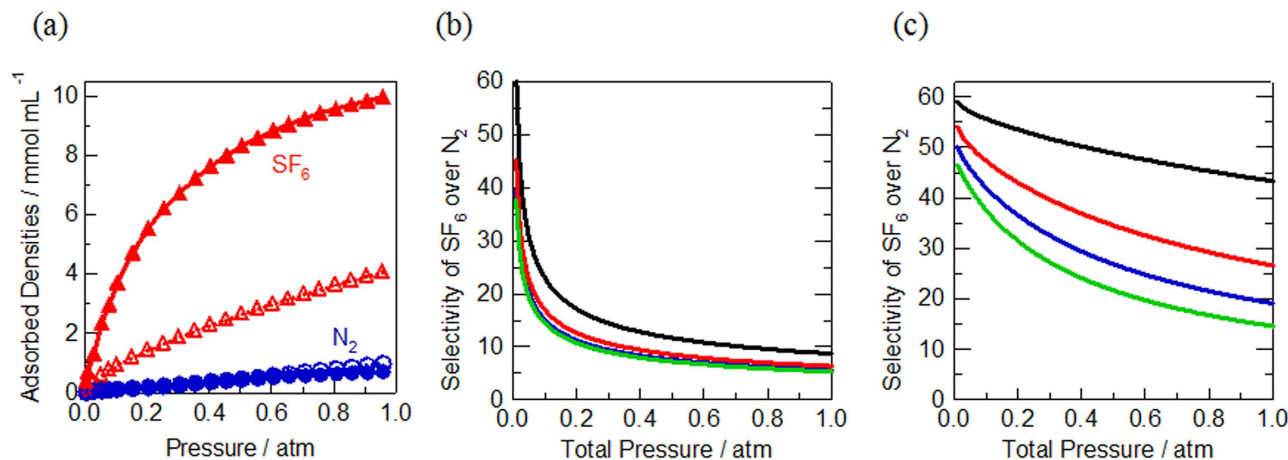 (a)
Adsorbed Densities / mmol mL⁻¹
10
8
6
4
2
0
SF₆
N₂
0.0 0.2 0.4 0.6 0.8 1.0
Pressure / atm
(b)
Selectivity of SF₆ over N₂
60
50
40
30
20
10
0
0.0 0.2 0.4 0.6 0.8 1.0
Total Pressure / atm
(c)
Selectivity of SF₆ over N₂
60
50
40
30
20
10
0
0.0 0.2 0.4 0.6 0.8 1.0
Total Pressure / atm